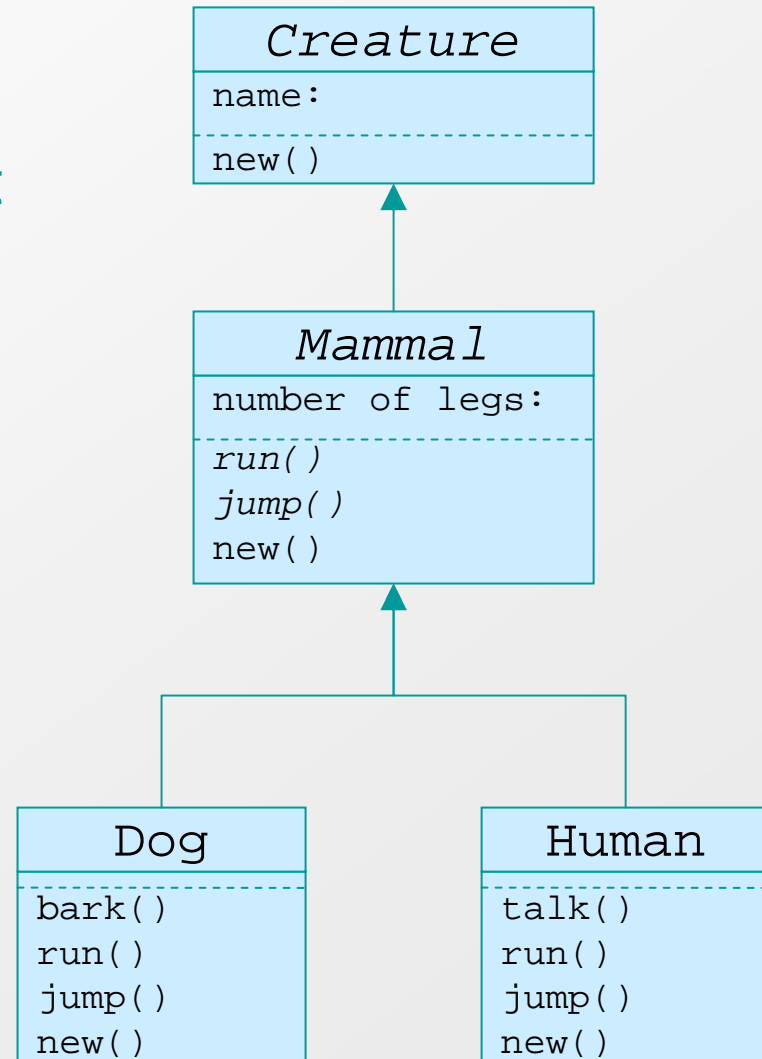 Creature
name:
new()
Mammal
number of legs:
run()
jump()
new()
Dog
bark()
run()
jump()
new()
Human
talk()
run()
jump()
new()